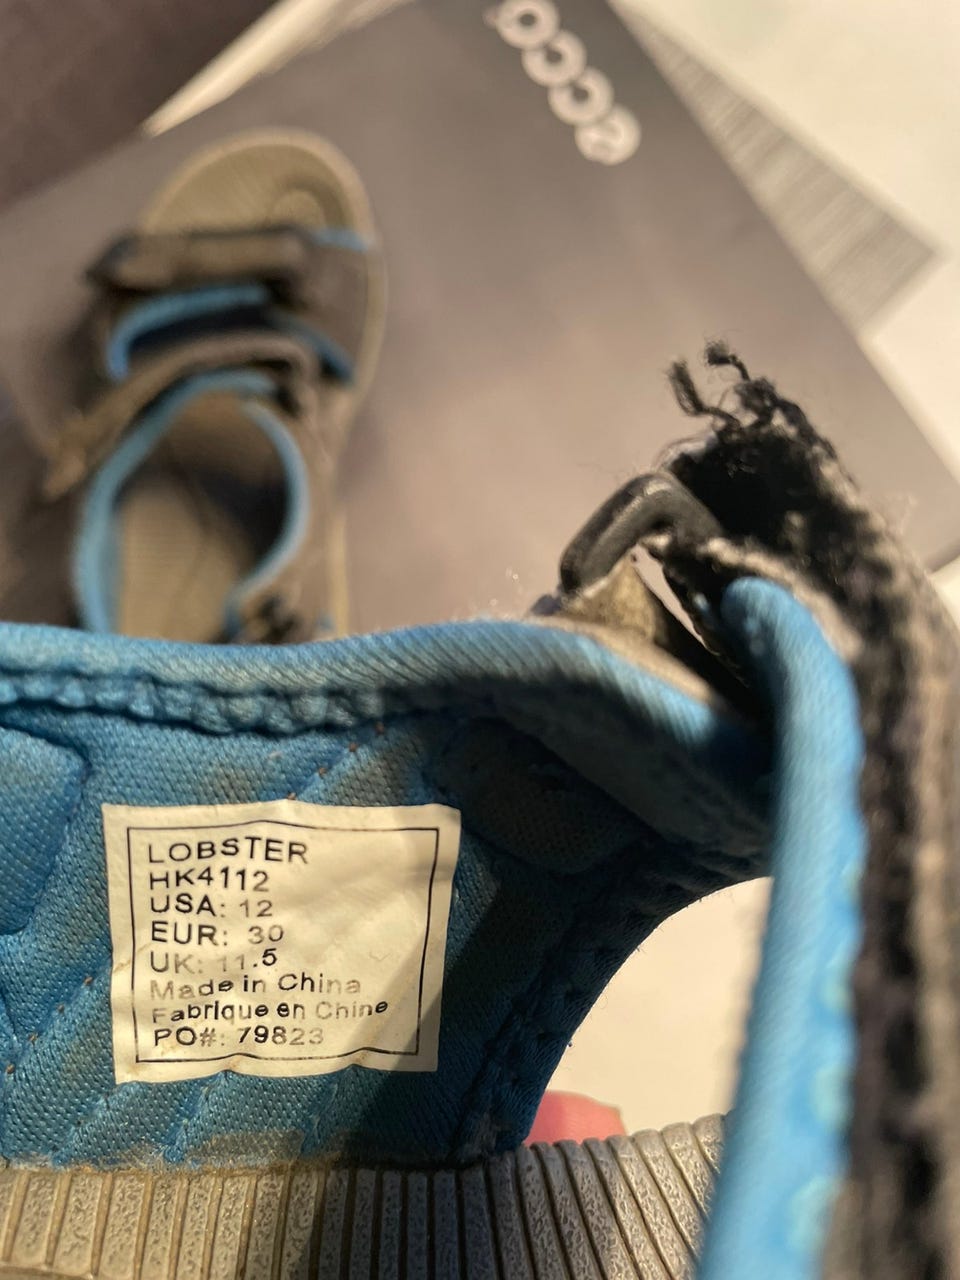 ecco
LOBSTER
HK4112
USA: 12
EUR: 30
UK: 11.5
Made in China
Fabrique en Chine
PO#: 79823